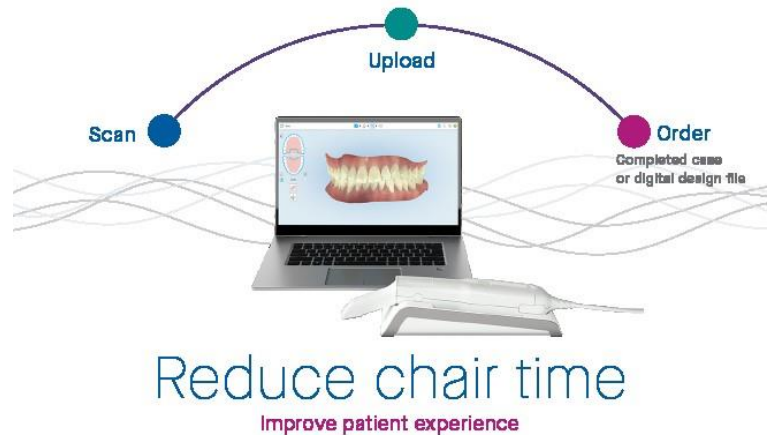 Upload
Scan
Order
Completed case
or digital design file
Reduce chair time
Improve patient experience